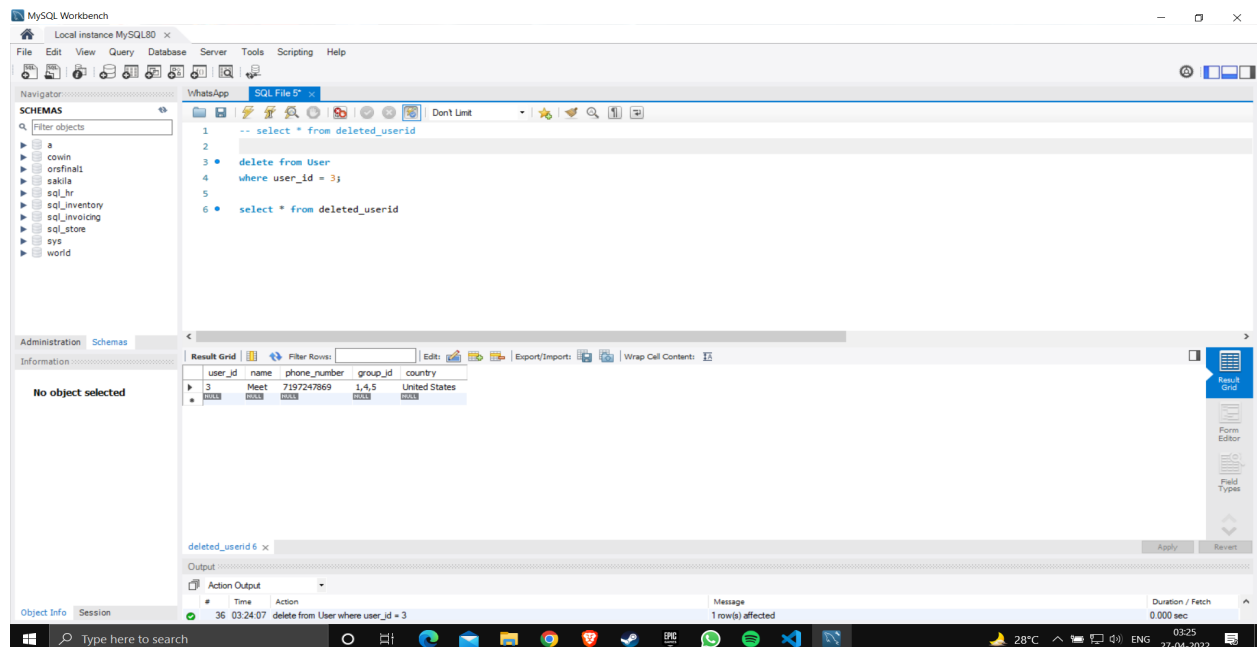 MySQL Workbench
Local instance MySQL80
File Edit View Query Database Server Tools Scripting Help
Navigator
SCHEMAS
Filter objects
a
cowin
orsfinal1
sakila
sql_hr
sql_inventory
sql_invoicing
sql_store
sys
world
Administration Schemas
Information
No object selected
Object Info Session
WhatsApp SQL File 5*
Don't Limit
1 -- select * from deleted_userid
2
3 delete from User
4 where user_id = 3;
5
6 select * from deleted_userid
Result Grid Filter Rows: Edit: Export/Import: Wrap Cell Content:
user_id name phone_number group_id country
3 Meet 7197247869 1,4,5 United States
NULL NULL NULL NULL NULL
Result
Grid
Form
Editor
Field
Types
deleted_userid 6
Apply Revert
Output
Action Output
# Time Action Message Duration / Fetch
36 03:24:07 delete from User where user_id = 3 1 row(s) affected 0.000 sec
Type here to search
EPIC
28°C ENG 03:25
27-04-2022